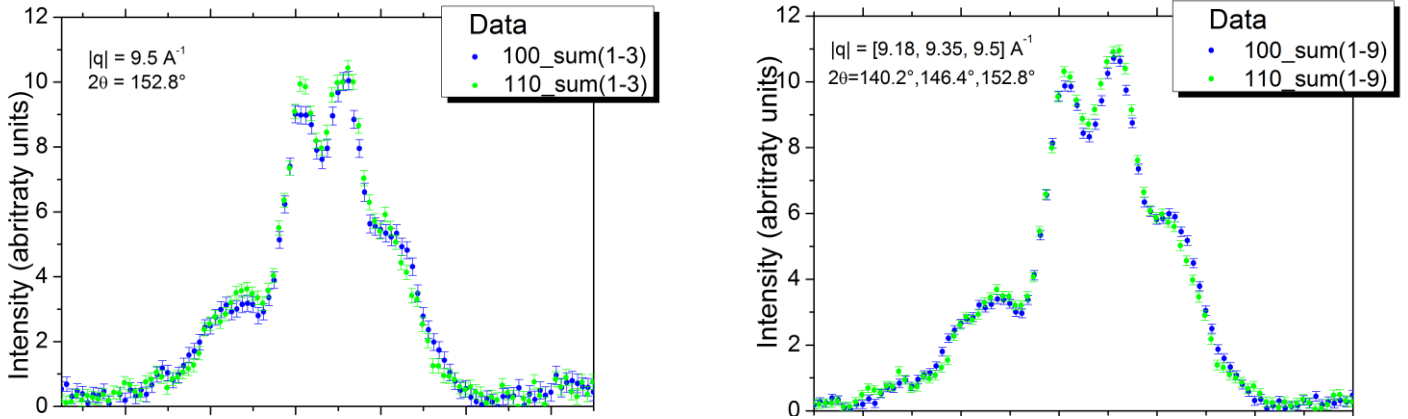 12
10
8
6
4
2
0
Intensity (abritraty units)
|q| = 9.5 A⁻¹
2θ = 152.8°
Data
100_sum(1-3)
110_sum(1-3)
12
10
8
6
4
2
0
Intensity (abritraty units)
|q| = [9.18, 9.35, 9.5] A⁻¹
2θ=140.2°,146.4°,152.8°
Data
100_sum(1-9)
110_sum(1-9)